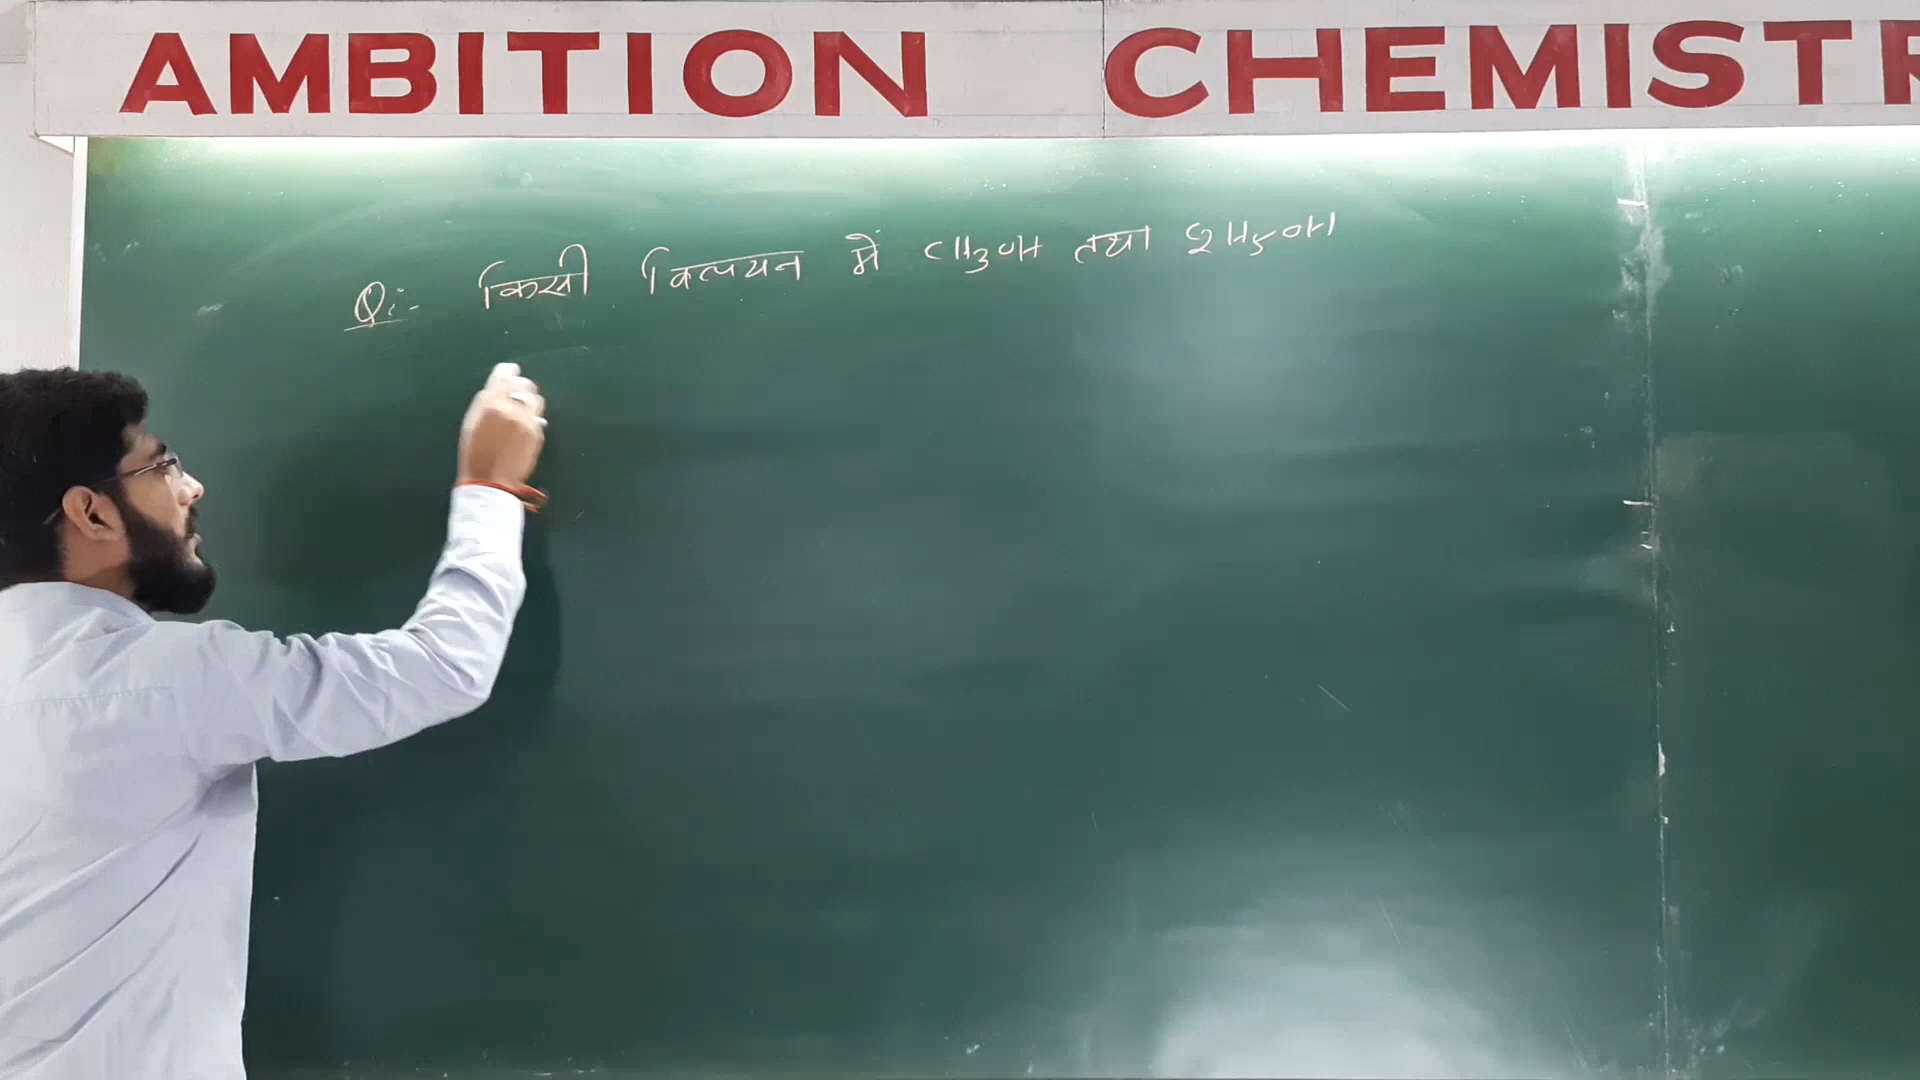 AMBITION CHEMISTR
Q:- किसी विलयन में CH3OH तथा C2H5OH